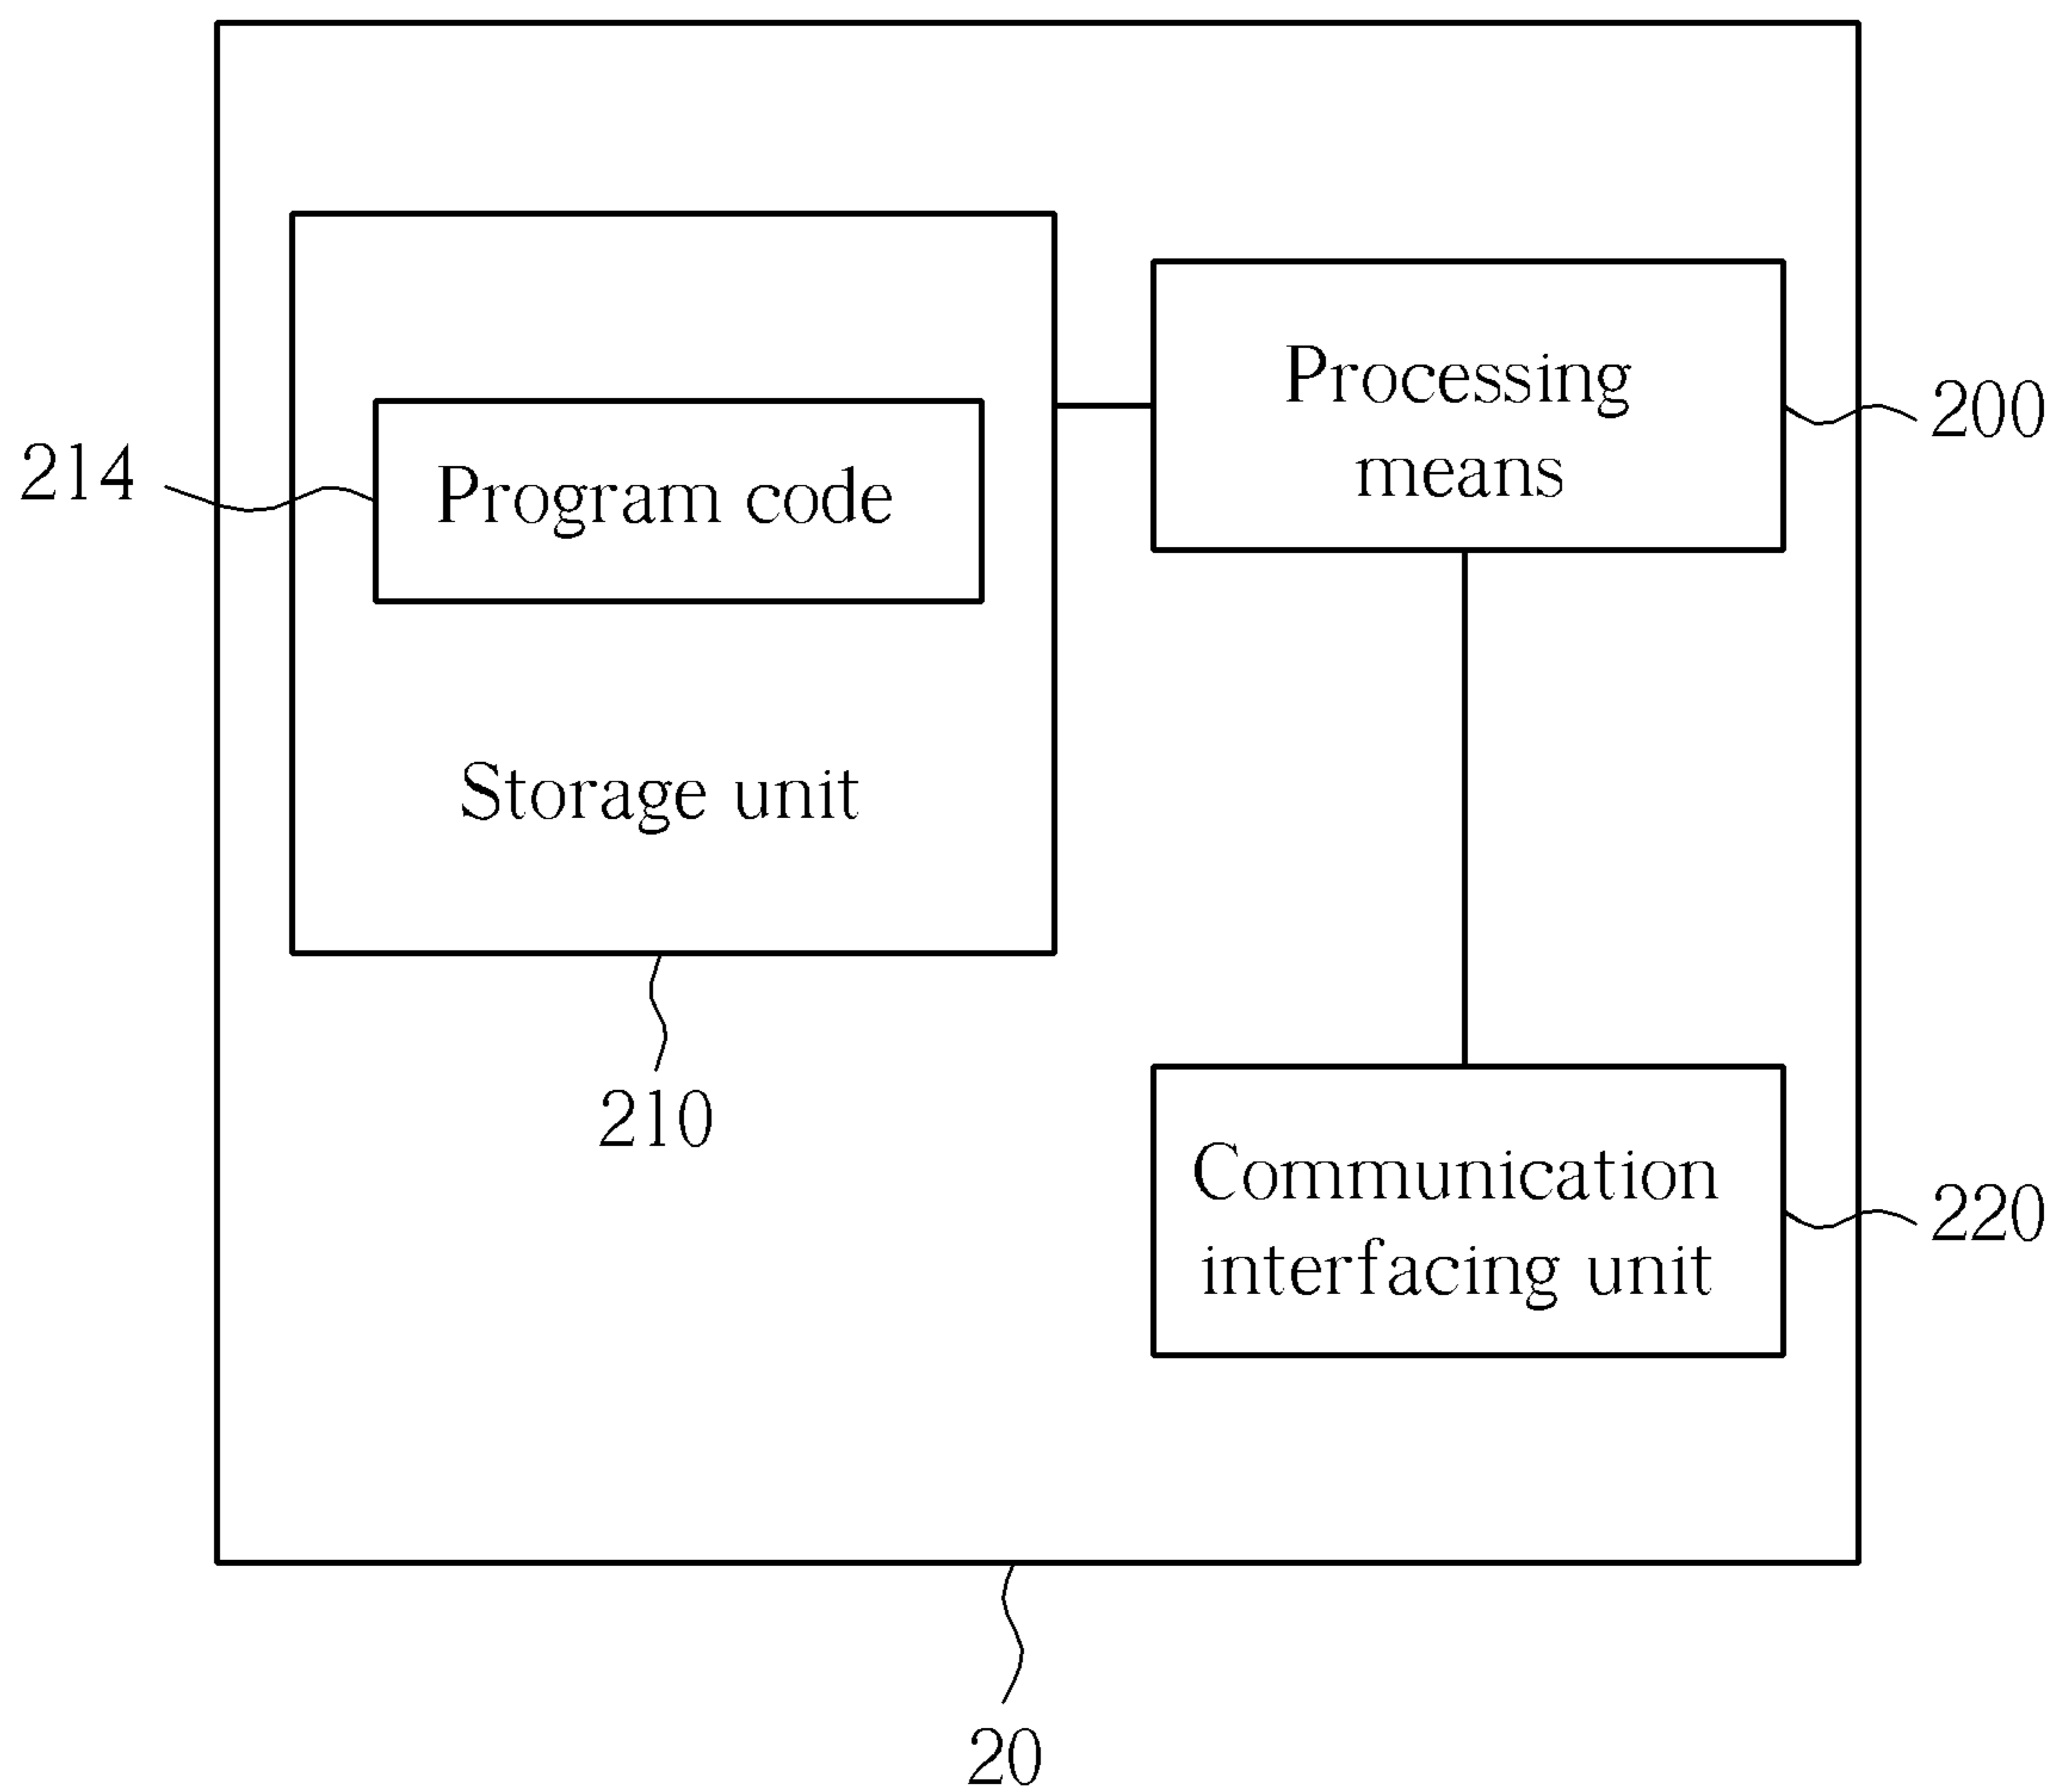 Processing
means
200
214
Program code
Storage unit
210
Communication
interfacing unit
220
20